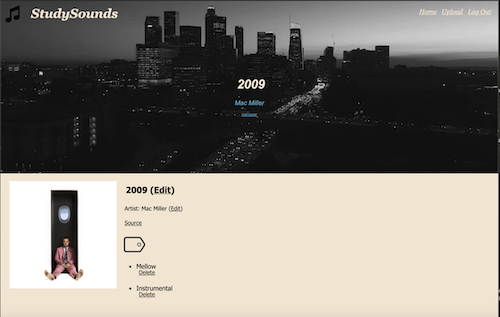 StudySounds
Home Upload Log Out
2009
Mac Miller
2009 (Edit)
Artist: Mac Miller (Edit)
Source
Mellow
Delete
Instrumental
Delete